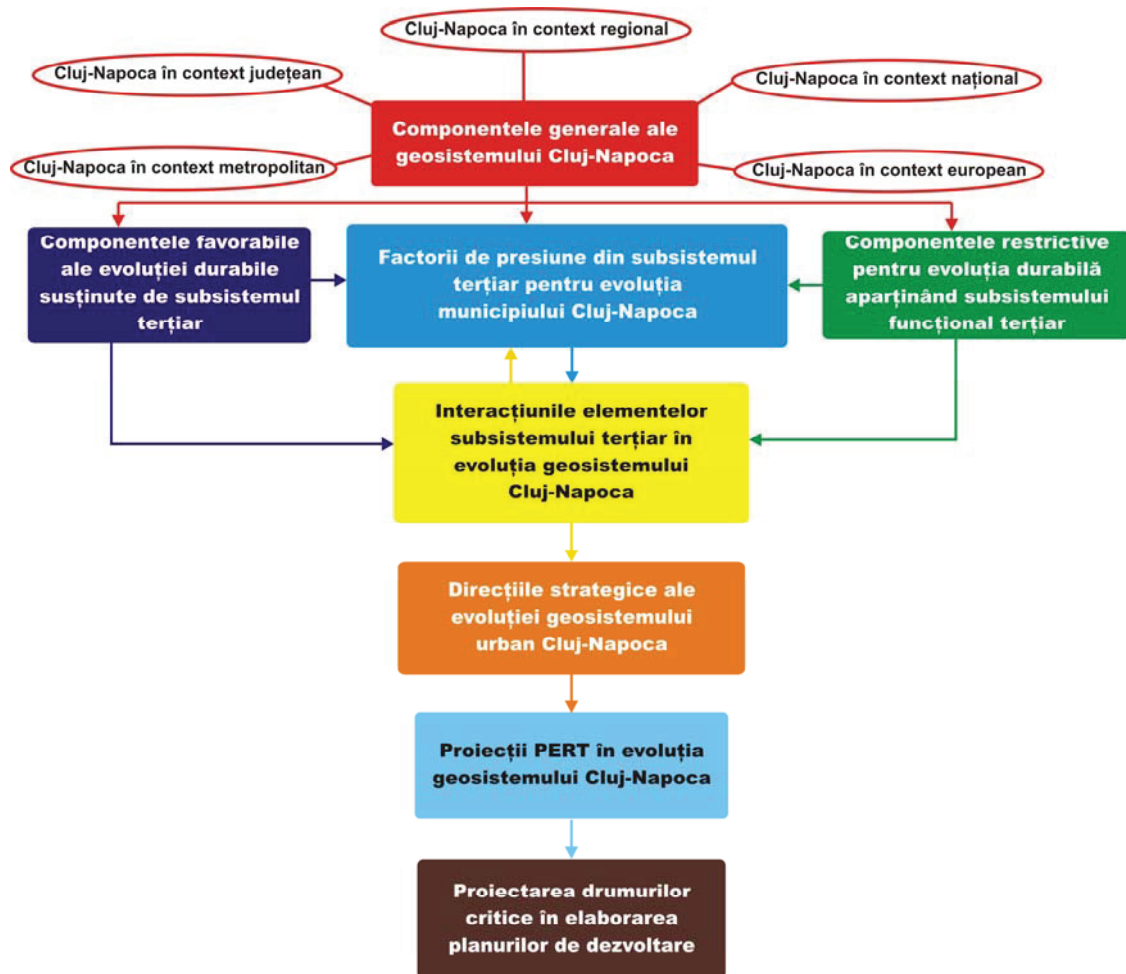 Cluj-Napoca în context regional
Cluj-Napoca în context județean
Cluj-Napoca în context național
Componentele generale ale
geosistemului Cluj-Napoca
Cluj-Napoca în context metropolitan
Cluj-Napoca în context european
Componentele favorabile
ale evoluției durabile
susținute de subsistemul
terțiar
Factorii de presiune din subsistemul
terțiar pentru evoluția
municipiului Cluj-Napoca
Componentele restrictive
pentru evoluția durabilă
aparținând subsistemului
funcțional terțiar
Interacțiunile elementelor
subsistemului terțiar în
evoluția geosistemului
Cluj-Napoca
Direcțiile strategice ale
evoluției geosistemului
urban Cluj-Napoca
Proiecții PERT în evoluția
geosistemului Cluj-Napoca
Proiectarea drumurilor
critice în elaborarea
planurilor de dezvoltare